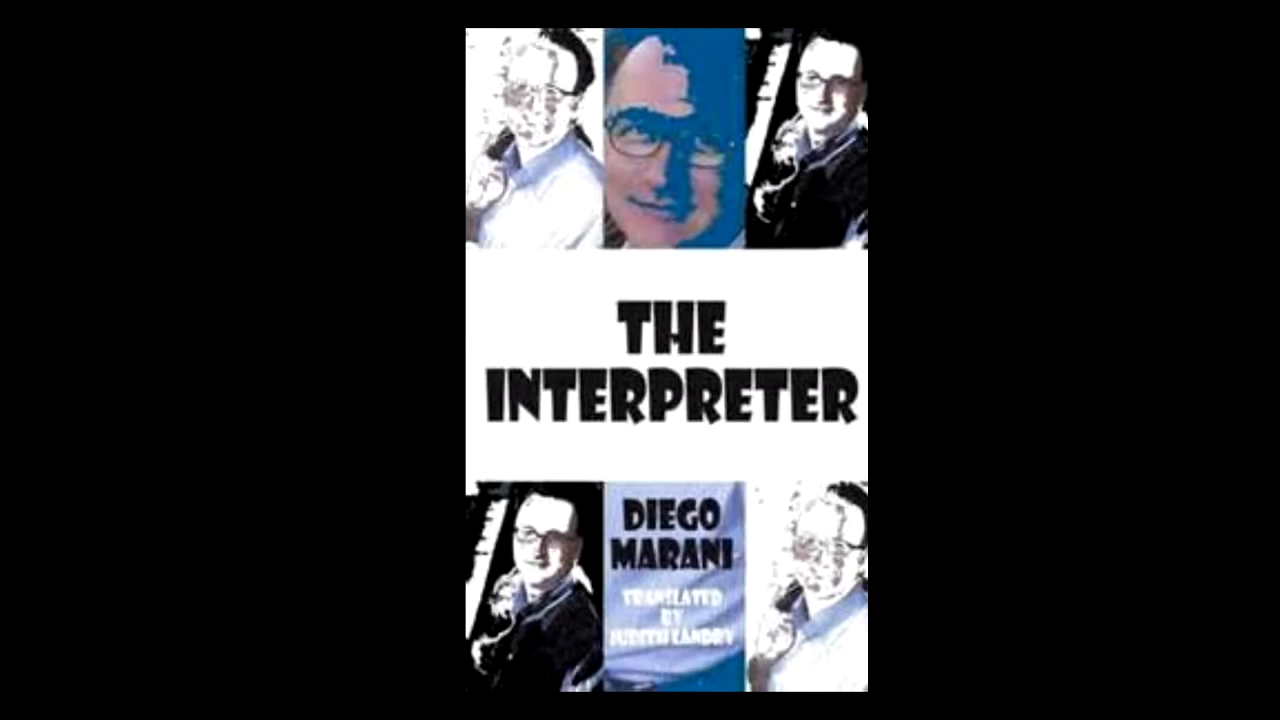 THE
INTERPRETER
DIEGO
MARANI
TRANSLATED
BY
JUDITH LANDRY